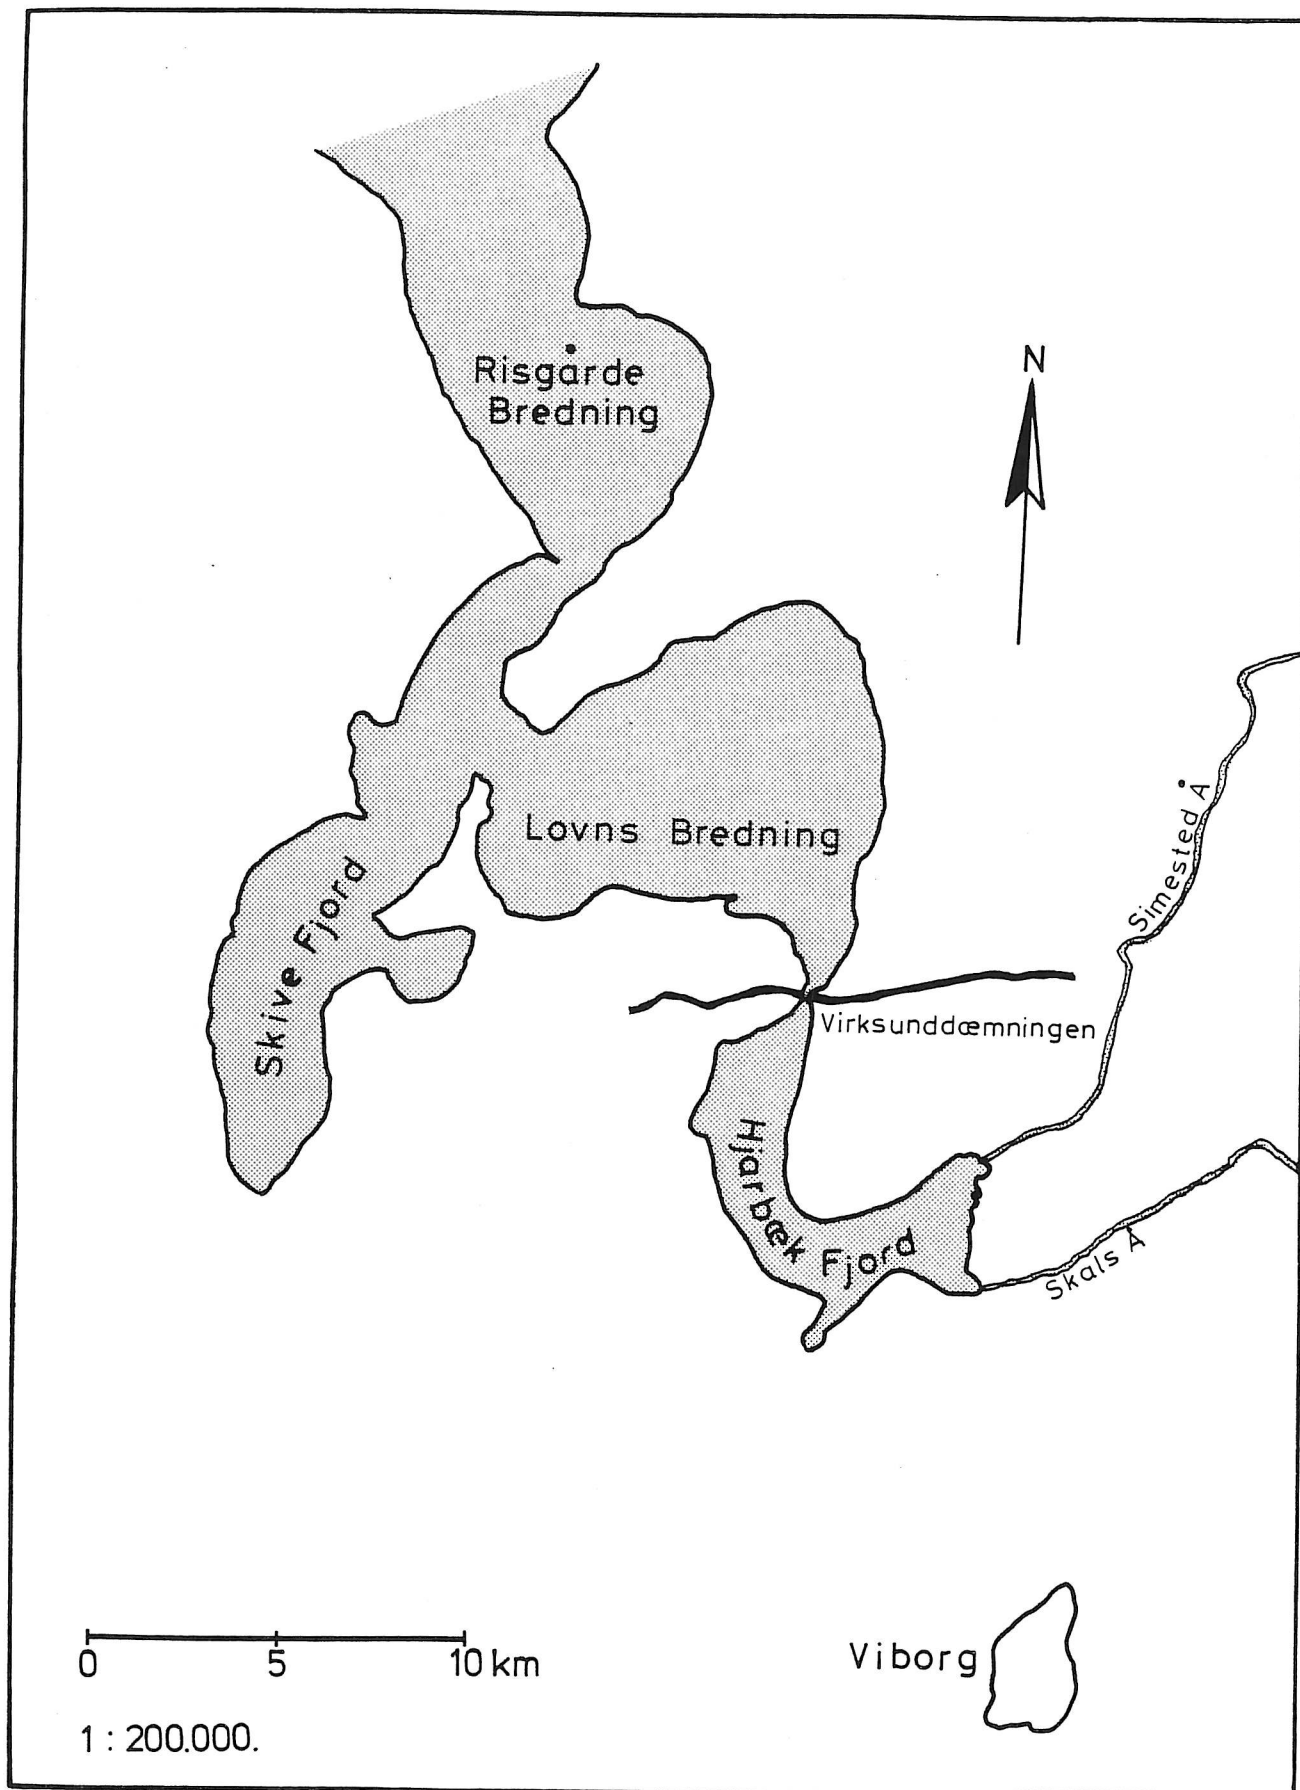 Risgårde
Bredning
N
Lovns Bredning
Simested Å
Skive Fjord
Virksunddæmningen
Hjarbæk Fjord
Skals Å
0 5 10 km
Viborg
1 : 200.000.